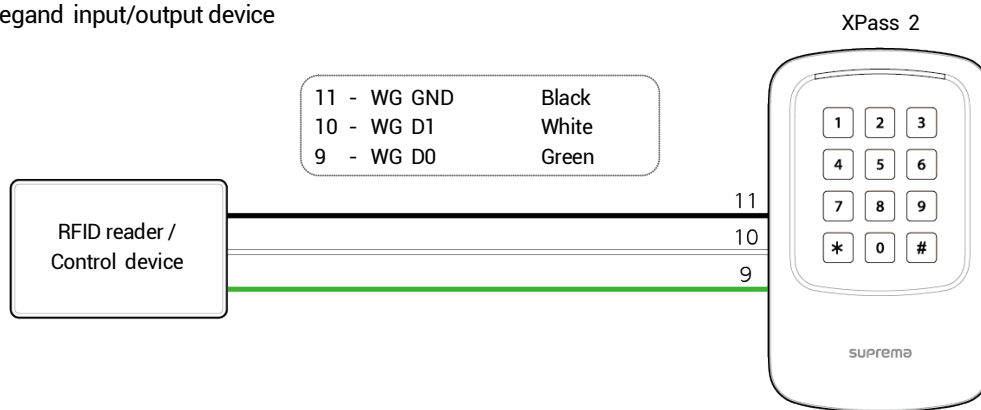 egand input/output device
XPass 2
11 - WG GND Black
10 - WG D1 White
9 - WG D0 Green
RFID reader /
Control device
11
10
9
1 2 3
4 5 6
7 8 9
* 0 #
suprema